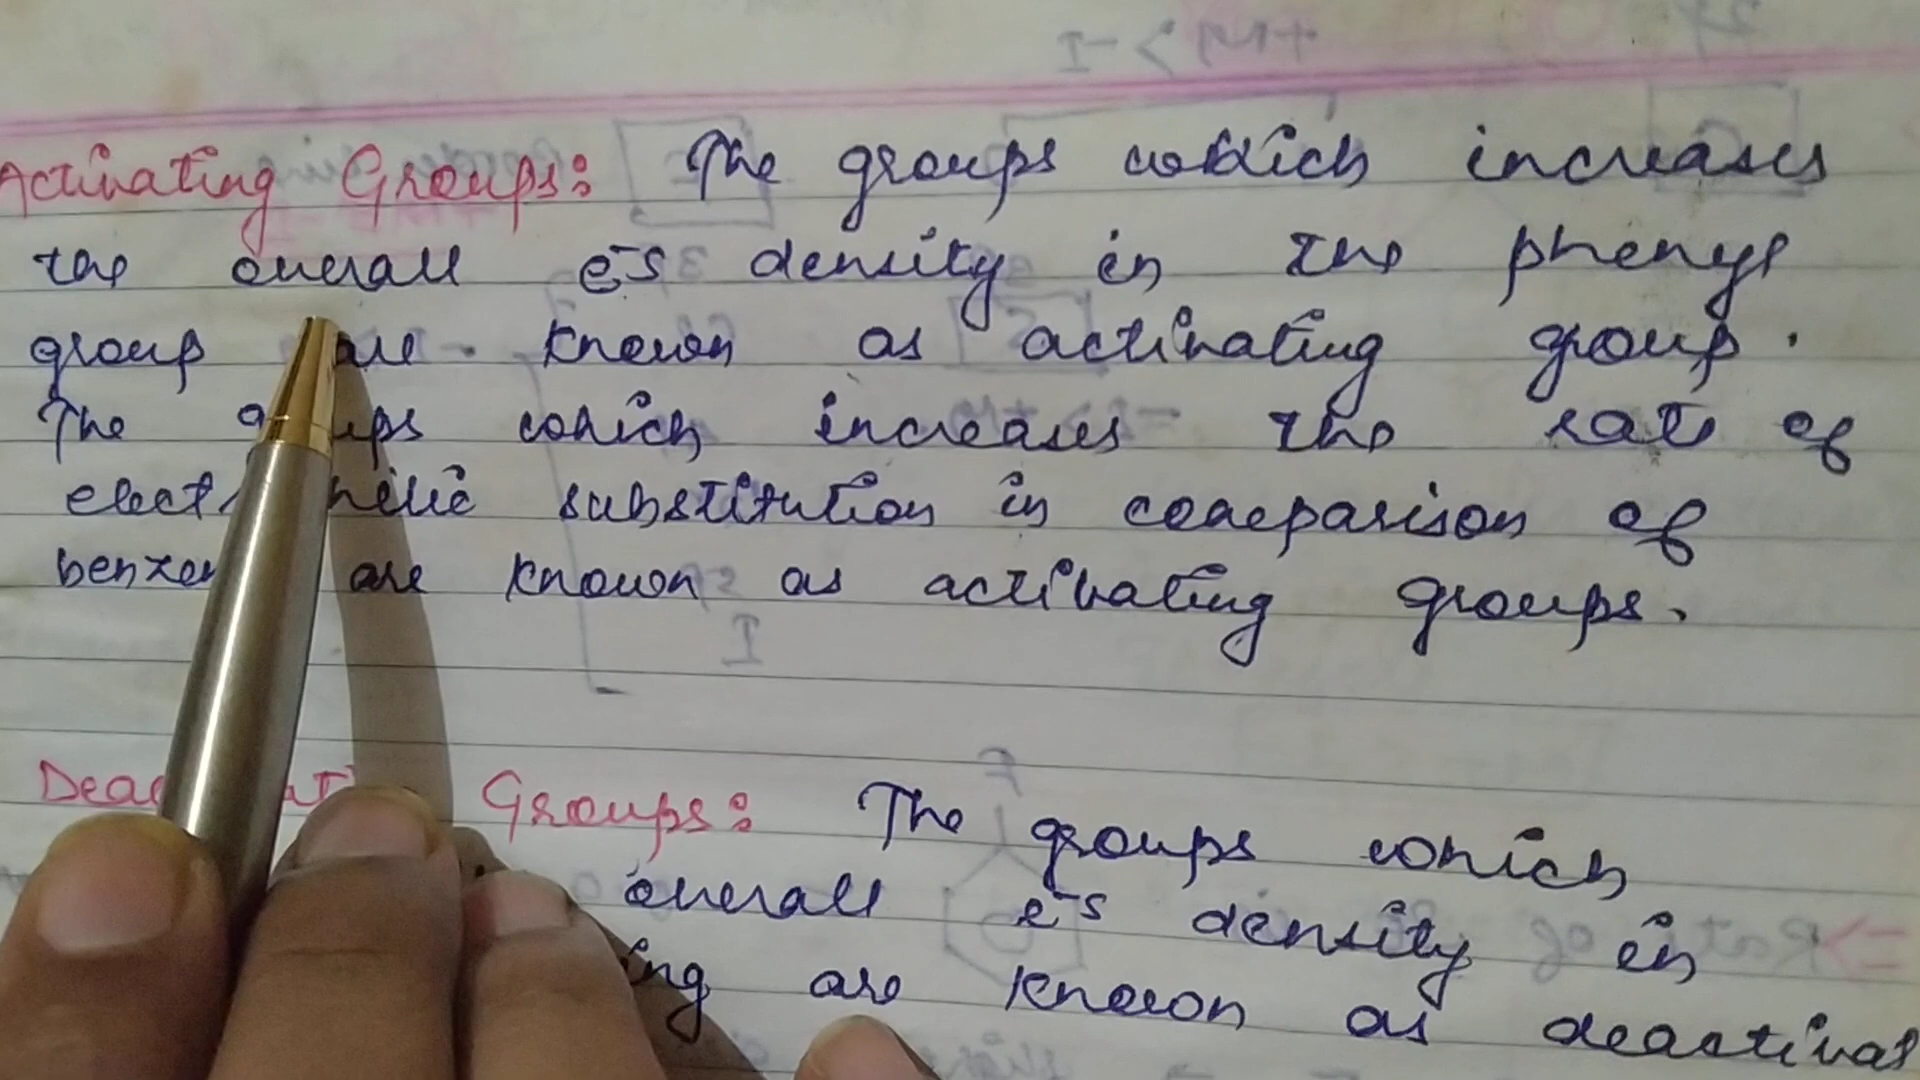 Activating Groups: The groups which increases
the overall e⁻s density in the phenyl
group are known as activating group.
The which increases the rate of
substitution in comparison of
are known as activating groups.
Groups: The groups which
overall e⁻s density in
are known as